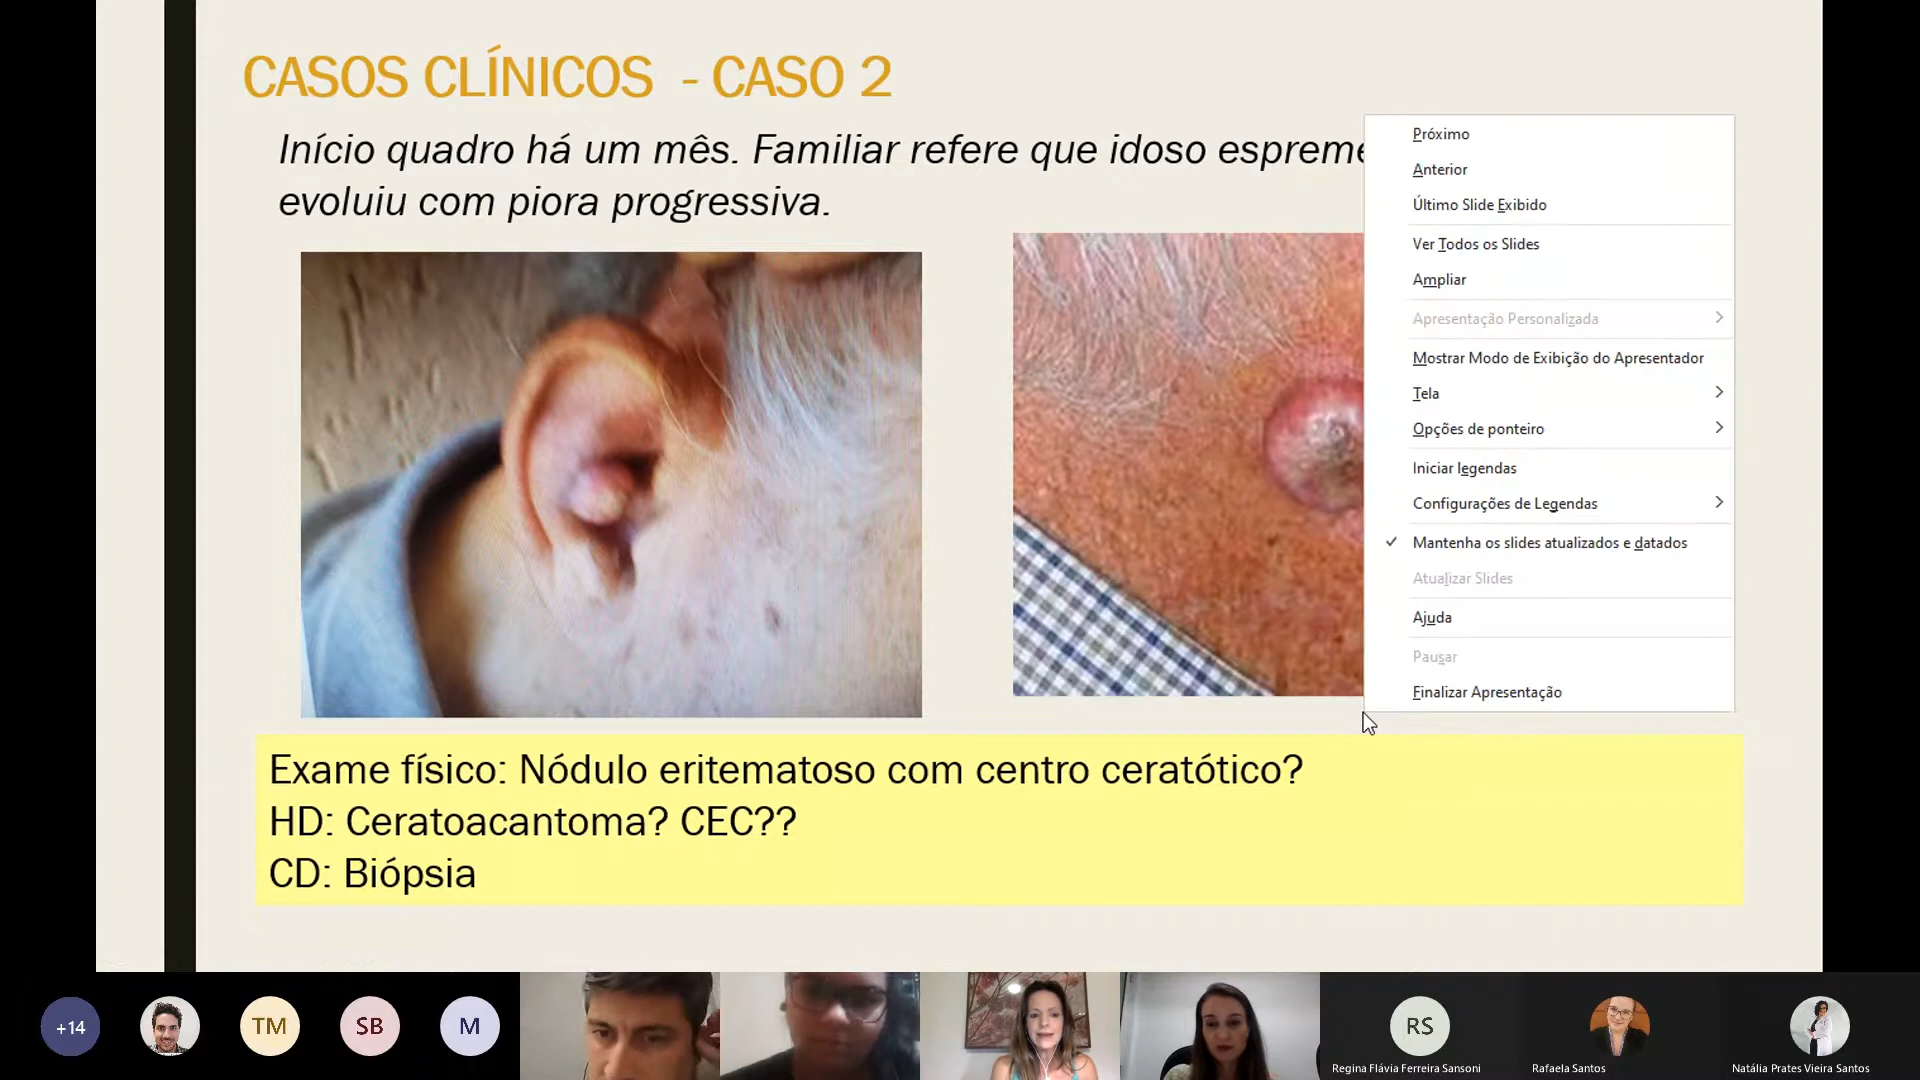 CASOS CLÍNICOS - CASO 2
Início quadro há um mês. Familiar refere que idoso espreme
evoluiu com piora progressiva.
Próximo
Anterior
Último Slide Exibido
Ver Todos os Slides
Ampliar
Apresentação Personalizada
Mostrar Modo de Exibição do Apresentador
Tela
Opções de ponteiro
Iniciar legendas
Configurações de Legendas
Mantenha os slides atualizados e datados
Atualizar Slides
Ajuda
Pausar
Finalizar Apresentação
Exame físico: Nódulo eritematoso com centro ceratótico?
HD: Ceratoacantoma? CEC??
CD: Biópsia
+14
TM
SB
M
RS
Regina Flávia Ferreira Sansoni
Rafaela Santos
Natália Prates Vieira Santos